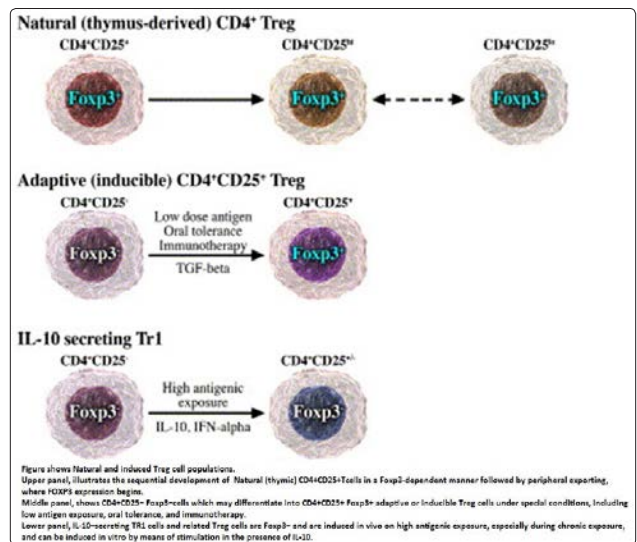 Natural (thymus-derived) CD4⁺ Treg
CD4⁺CD25⁺ CD4⁺CD25ʰⁱ CD4⁺CD25ˡᵒ
Foxp3⁺ Foxp3⁺ Foxp3⁺
Adaptive (inducible) CD4⁺CD25⁺ Treg
CD4⁺CD25⁻ CD4⁺CD25⁺
Low dose antigen
Oral tolerance
Immunotherapy
Foxp3⁻ Foxp3⁺
TGF-beta
IL-10 secreting Tr1
CD4⁺CD25⁻ CD4⁺CD25⁺/⁻
High antigenic
exposure
Foxp3⁻ Foxp3⁻
IL-10, IFN-alpha
Figure shows Natural and induced Treg cell populations.
Upper panel, illustrates the sequential development of Natural (thymic) CD4+CD25+Tcells in a Foxp3-dependent manner followed by peripheral exporting,
where FOXP3 expression begins.
Middle panel, shows CD4+CD25− Foxp3−cells which may differentiate into CD4+CD25+ Foxp3+ adaptive or inducible Treg cells under special conditions, including
low antigen exposure, oral tolerance, and immunotherapy.
Lower panel, IL-10−secreting TR1 cells and related Treg cells are Foxp3− and are induced in vivo on high antigenic exposure, especially during chronic exposure,
and can be induced in vitro by means of stimulation in the presence of IL-10.